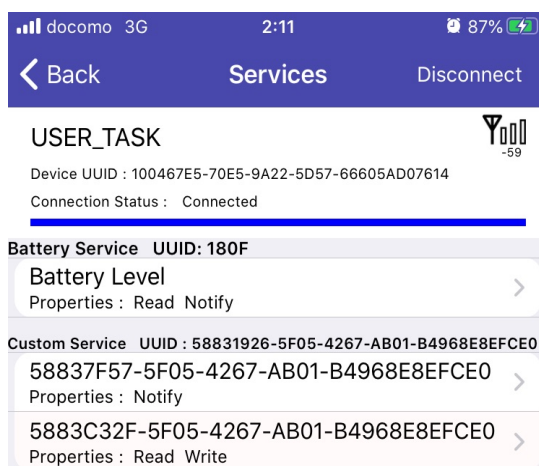 docomo 3G 2:11 87%
Back Services Disconnect
USER_TASK
-59
Device UUID : 100467E5-70E5-9A22-5D57-66605AD07614
Connection Status : Connected
Battery Service UUID: 180F
Battery Level
Properties : Read Notify
Custom Service UUID : 58831926-5F05-4267-AB01-B4968E8EFCE0
58837F57-5F05-4267-AB01-B4968E8EFCE0
Properties : Notify
5883C32F-5F05-4267-AB01-B4968E8EFCE0
Properties : Read Write